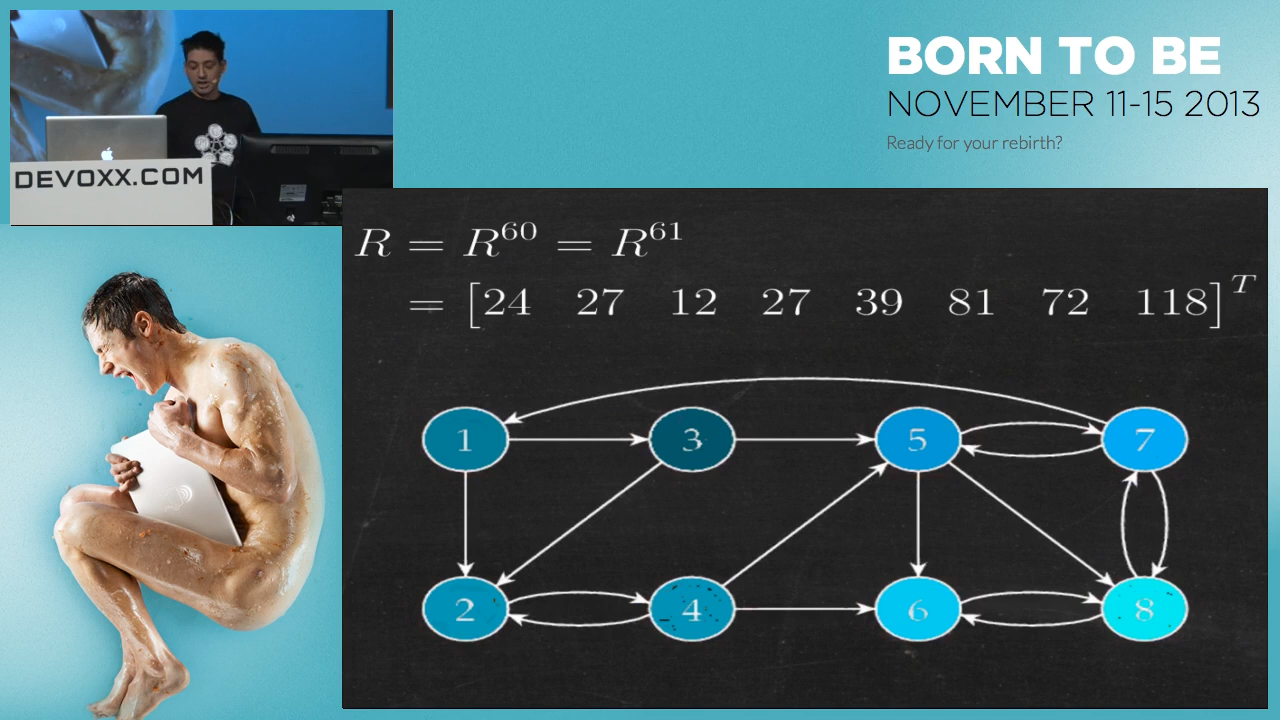 BORN TO BE
NOVEMBER 11-15 2013
Ready for your rebirth?
DEVOXX.COM
R = R^60 = R^61
= [24 27 12 27 39 81 72 118]^T
1 3 5 7
2 4 6 8